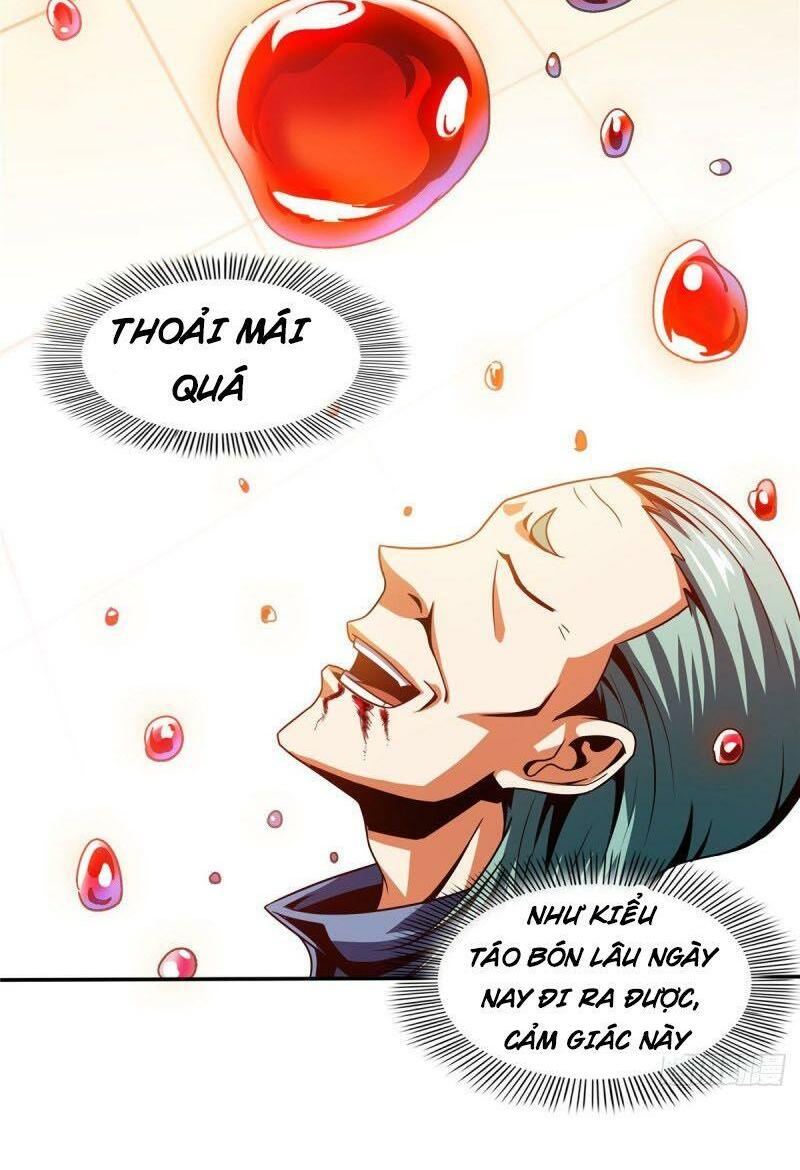 THOẢI MÁI
QUÁ
NHƯ KIỂU
TÁO BÓN LÂU NGÀY
NAY ĐI RA ĐƯỢC,
CẢM GIÁC NÀY